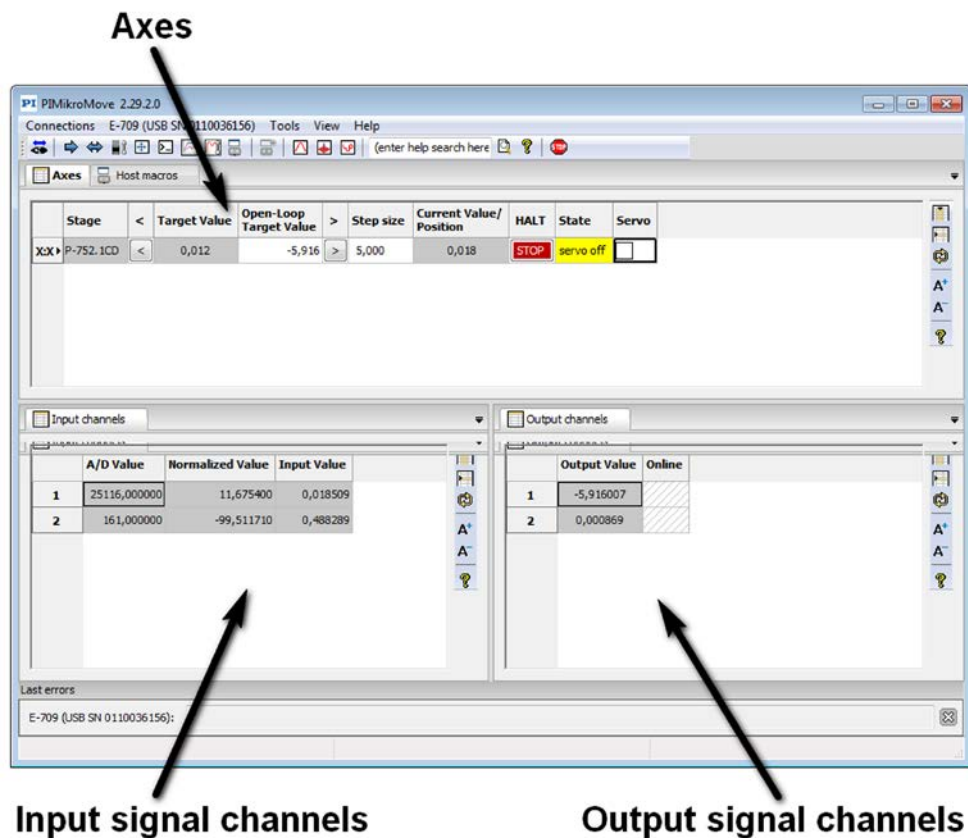 Axes
PI PIMikroMove 2.29.2.0
Connections E-709 (USB SN 0110036156) Tools View Help
(enter help search here STOP
Axes Host macros
Stage < Target Value Open-Loop Target Value > Step size Current Value/ Position HALT State Servo
X:X P-752.1CD < 0,012 -5,916 > 5,000 0,018 STOP servo off
A+
A-
Input channels
Output channels
A/D Value Normalized Value Input Value
1 25116,000000 11,675400 0,018509
2 161,000000 -99,511710 0,488289
A+
A-
Output Value Online
1 -5,916007
2 0,000869
A+
A-
Last errors
E-709 (USB SN 0110036156):
Input signal channels
Output signal channels